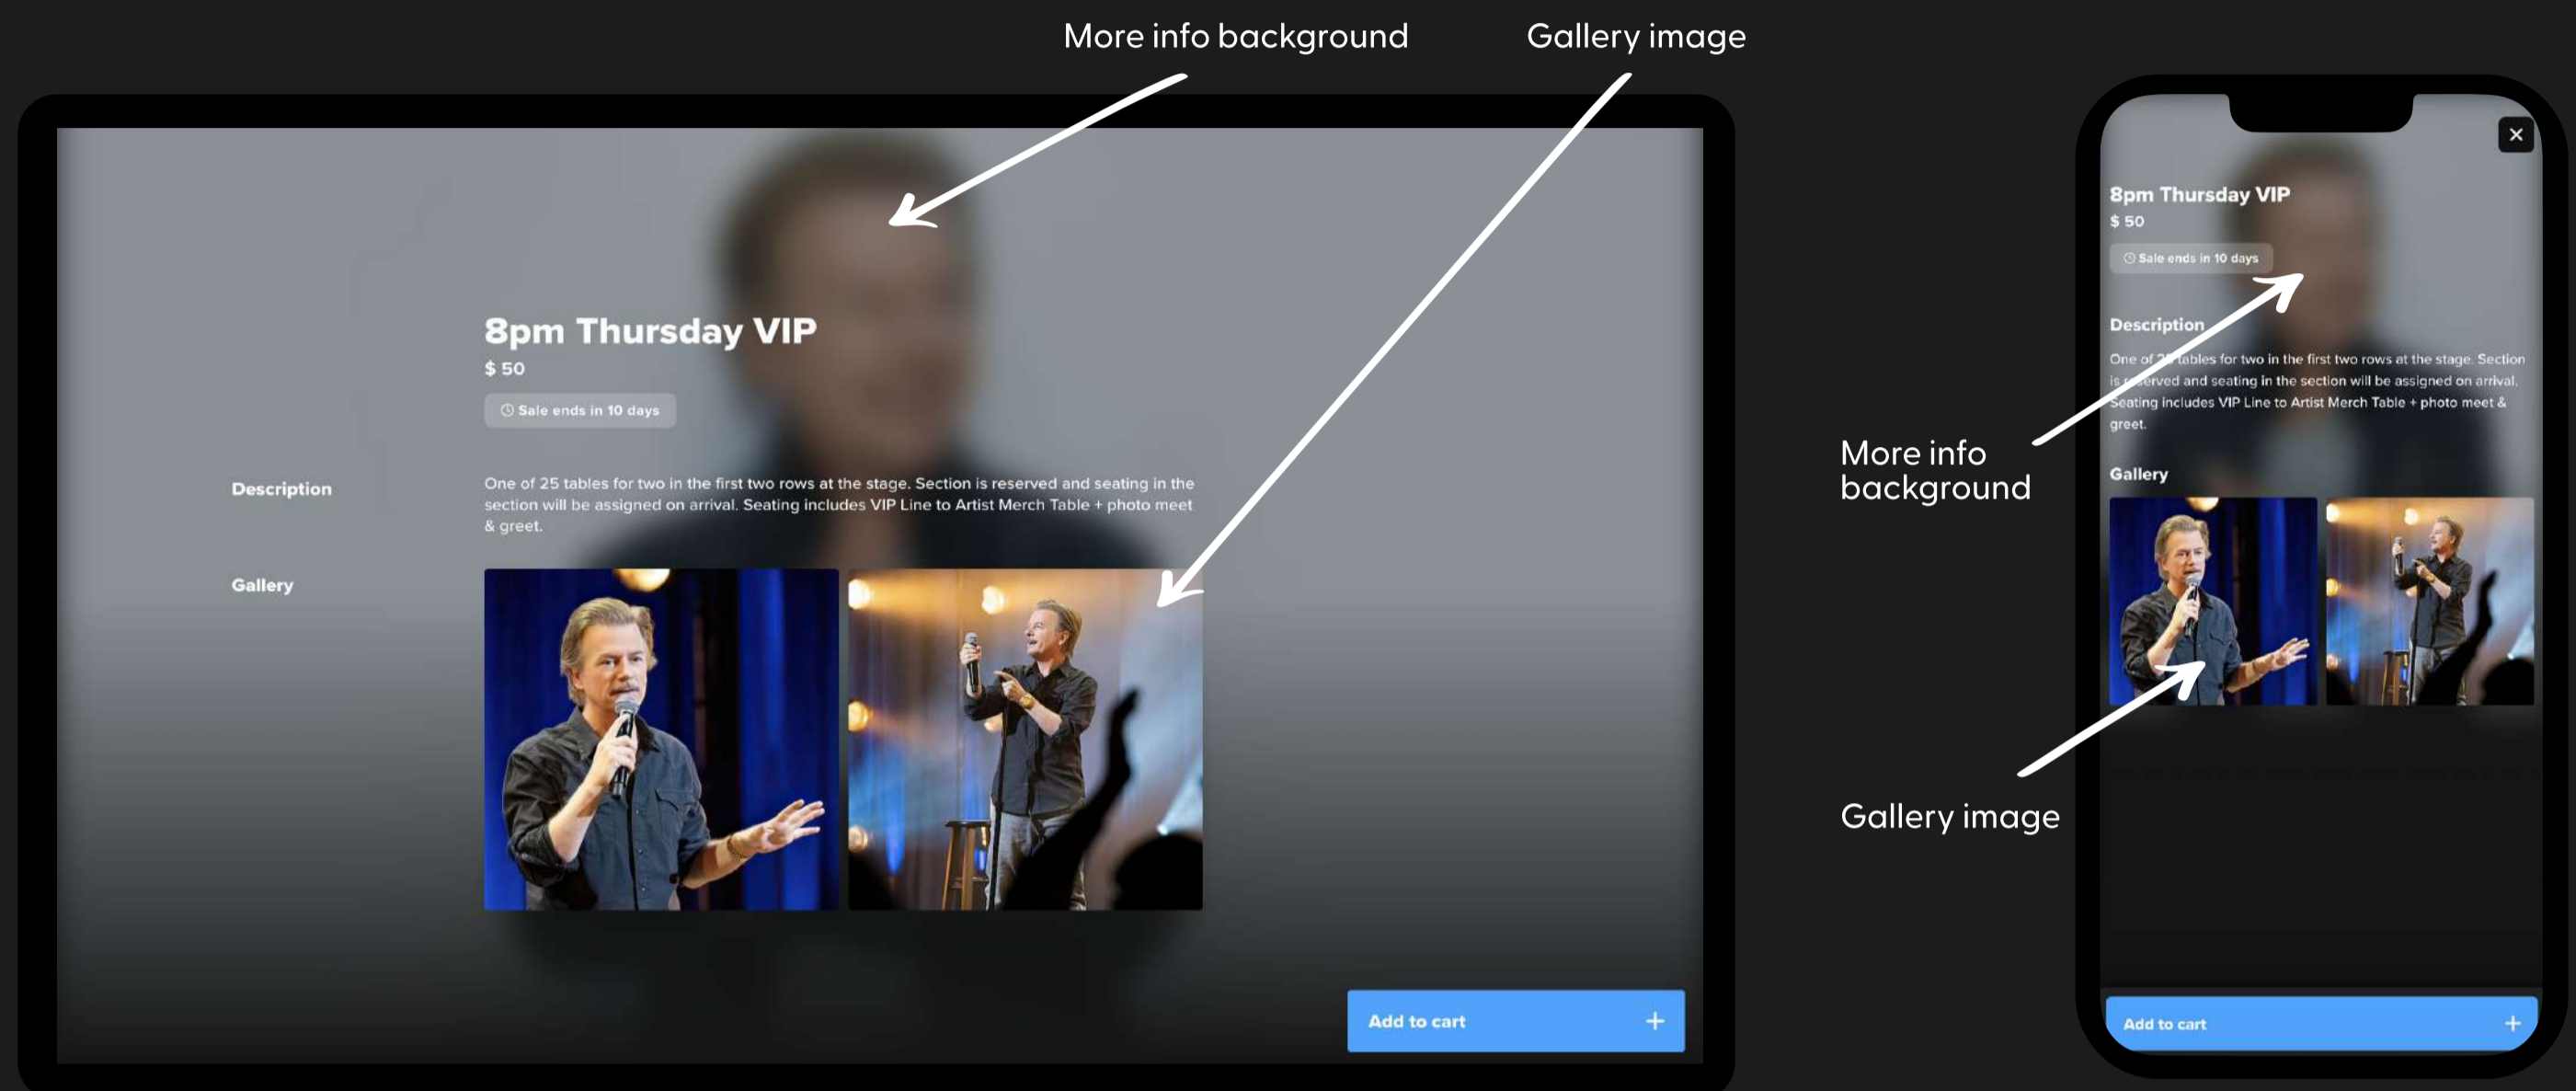 More info background
Gallery image
8pm Thursday VIP
$ 50
Sale ends in 10 days
Description
One of 25 tables for two in the first two rows at the stage. Section is reserved and seating in the
section will be assigned on arrival. Seating includes VIP Line to Artist Merch Table + photo meet
& greet.
Gallery
Add to cart
More info
background
Gallery image
8pm Thursday VIP
$ 50
Sale ends in 10 days
Description
One of tables for two in the first two rows at the stage. Section
is reserved and seating in the section will be assigned on arrival.
Seating includes VIP Line to Artist Merch Table + photo meet &
greet.
Gallery
Add to cart